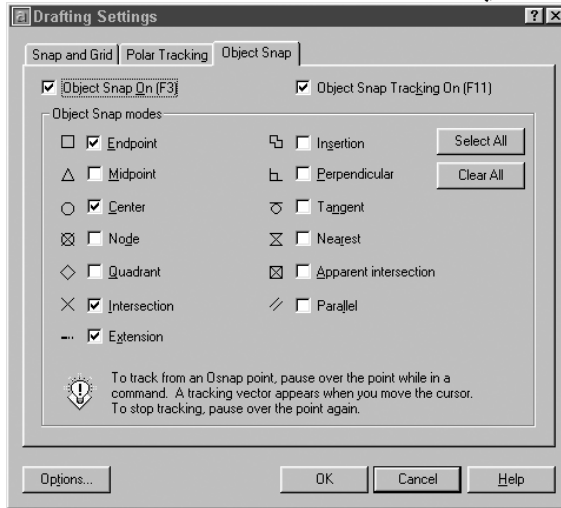 Drafting Settings
Snap and Grid Polar Tracking Object Snap
Object Snap On (F3) Object Snap Tracking On (F11)
Object Snap modes
Endpoint Insertion Select All
Midpoint Perpendicular Clear All
Center Tangent
Node Nearest
Quadrant Apparent intersection
Intersection Parallel
Extension
To track from an Osnap point, pause over the point while in a
command. A tracking vector appears when you move the cursor.
To stop tracking, pause over the point again.
Options... OK Cancel Help